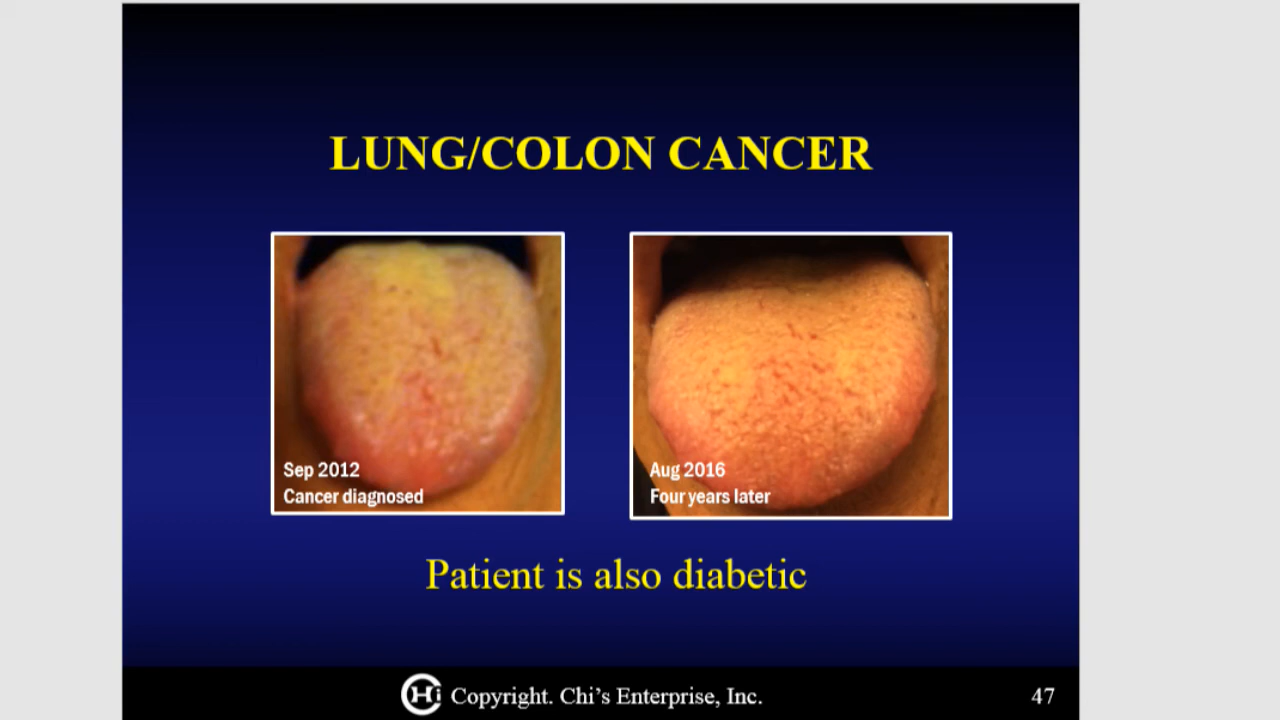 LUNG/COLON CANCER
Sep 2012
Cancer diagnosed
Aug 2016
Four years later
Patient is also diabetic
CHi Copyright. Chi's Enterprise, Inc.
47